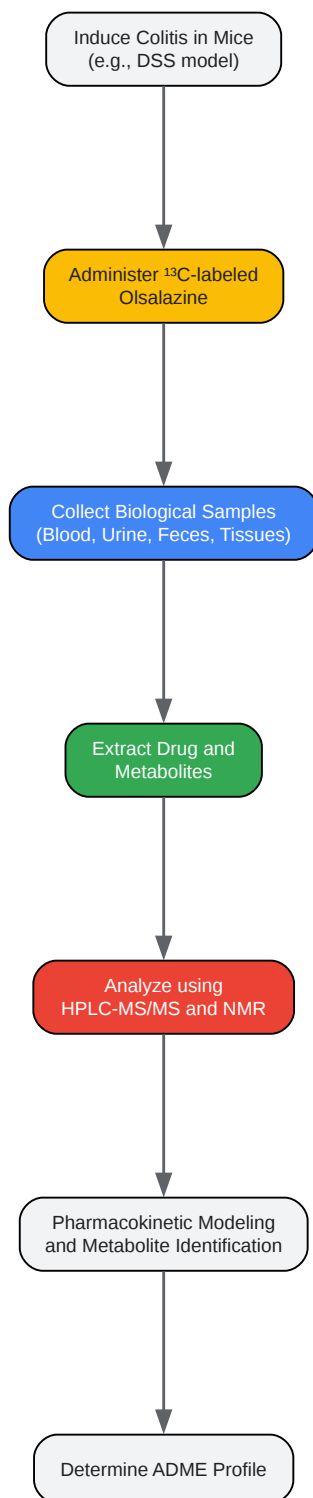 Induce Colitis in Mice
(e.g., DSS model)
Administer ¹³C-labeled
Olsalazine
Collect Biological Samples
(Blood, Urine, Feces, Tissues)
Extract Drug and
Metabolites
Analyze using
HPLC-MS/MS and NMR
Pharmacokinetic Modeling
and Metabolite Identification
Determine ADME Profile